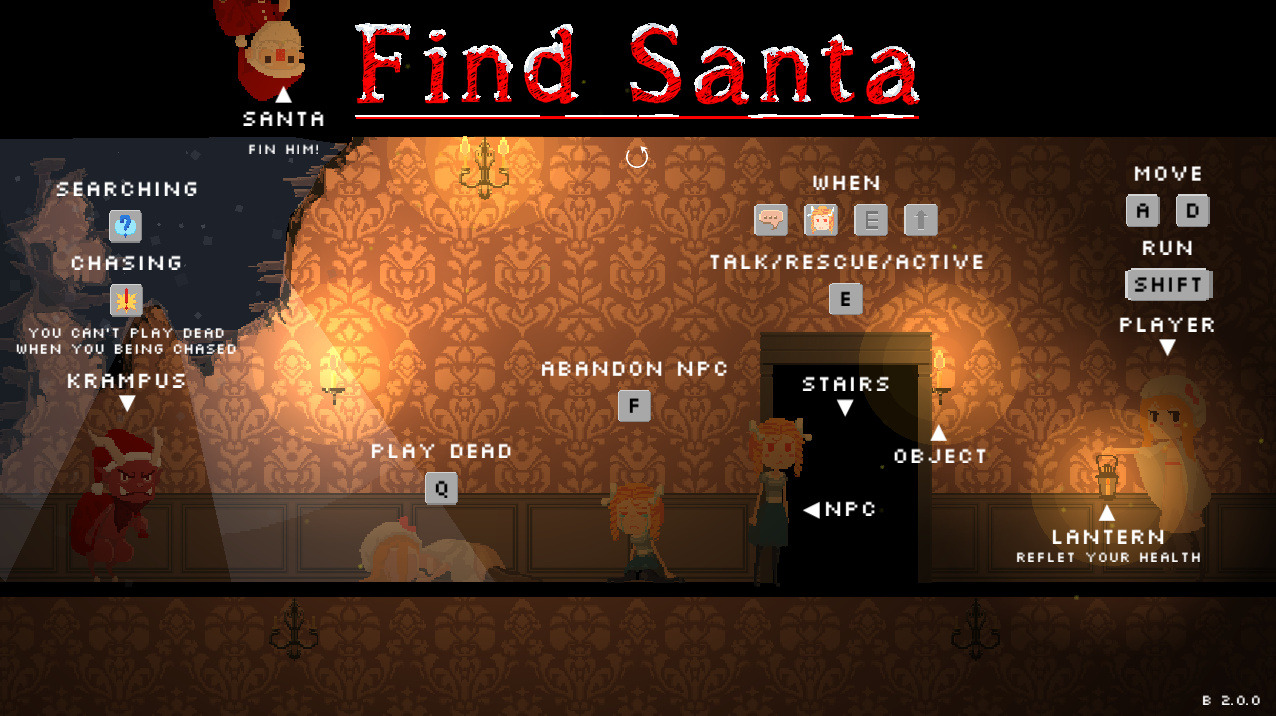 Find Santa
SANTA
FIN HIM!
SEARCHING
?
CHASING
!
YOU CAN'T PLAY DEAD
WHEN YOU BEING CHASED
KRAMPUS
PLAY DEAD
Q
ABANDON NPC
F
WHEN
E
TALK/RESCUE/ACTIVE
E
STAIRS
OBJECT
NPC
MOVE
A D
RUN
SHIFT
PLAYER
LANTERN
REFLET YOUR HEALTH
B 2.0.0